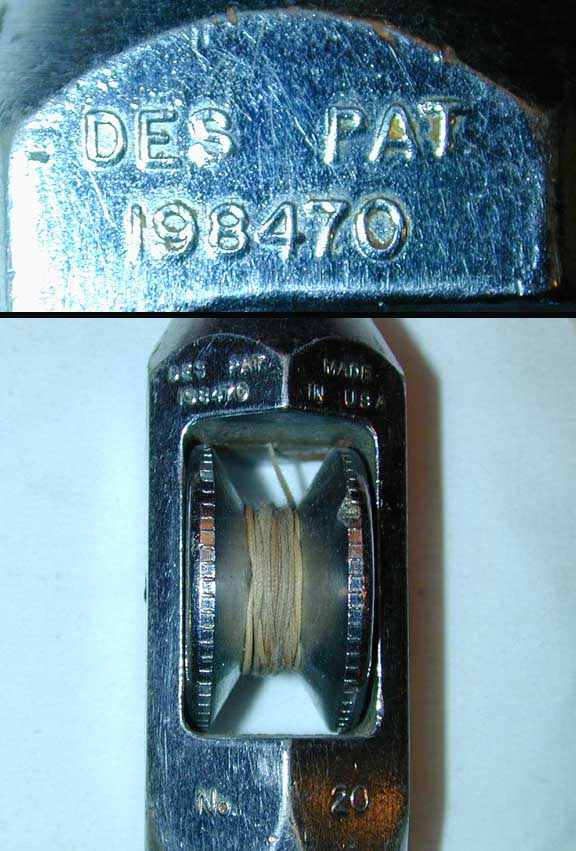 DES PAT
198470
DES PAT
198470
MADE
IN USA
No. 20